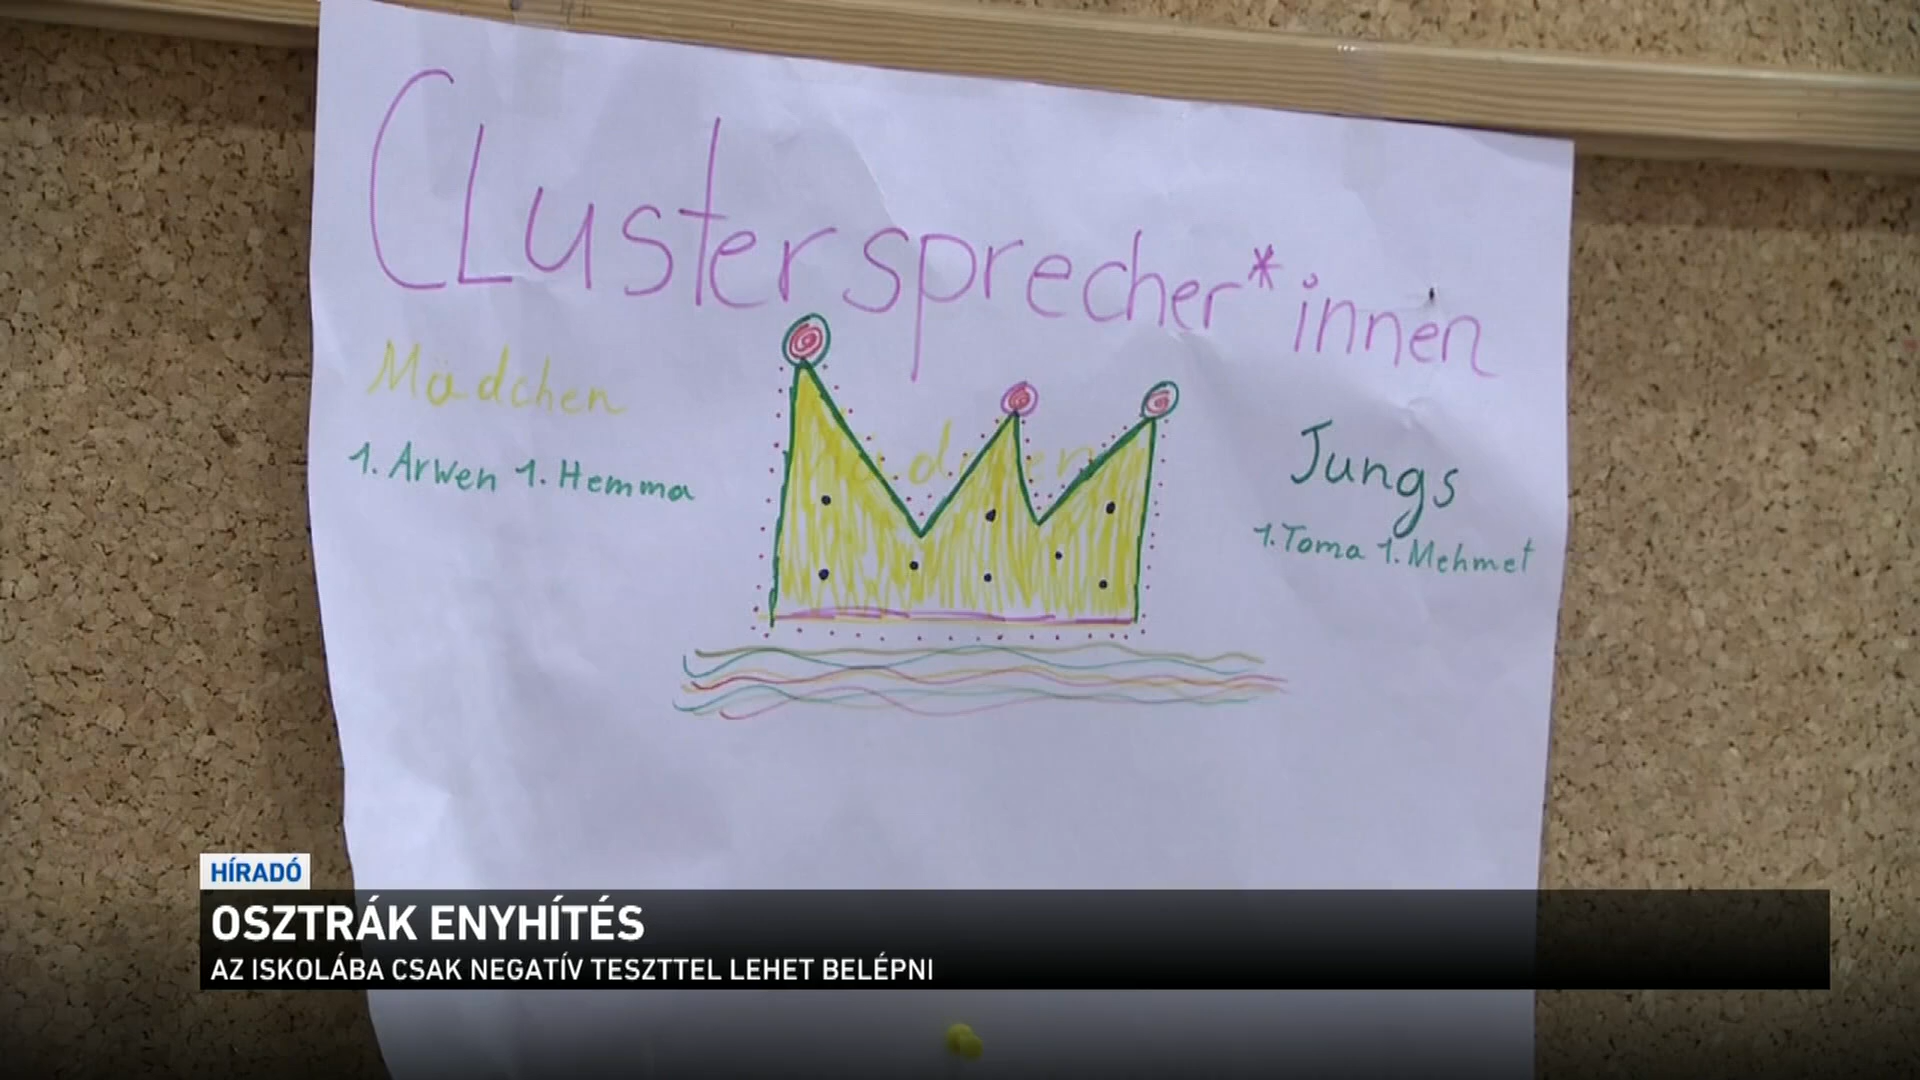 CLustersprecher*innen
Mädchen
1. Arwen 1. Hemma
Jungs
1. Toma 1. Mehmet
HÍRADÓ
OSZTRÁK ENYHÍTÉS
AZ ISKOLÁBA CSAK NEGATÍV TESZTTEL LEHET BELÉPNI